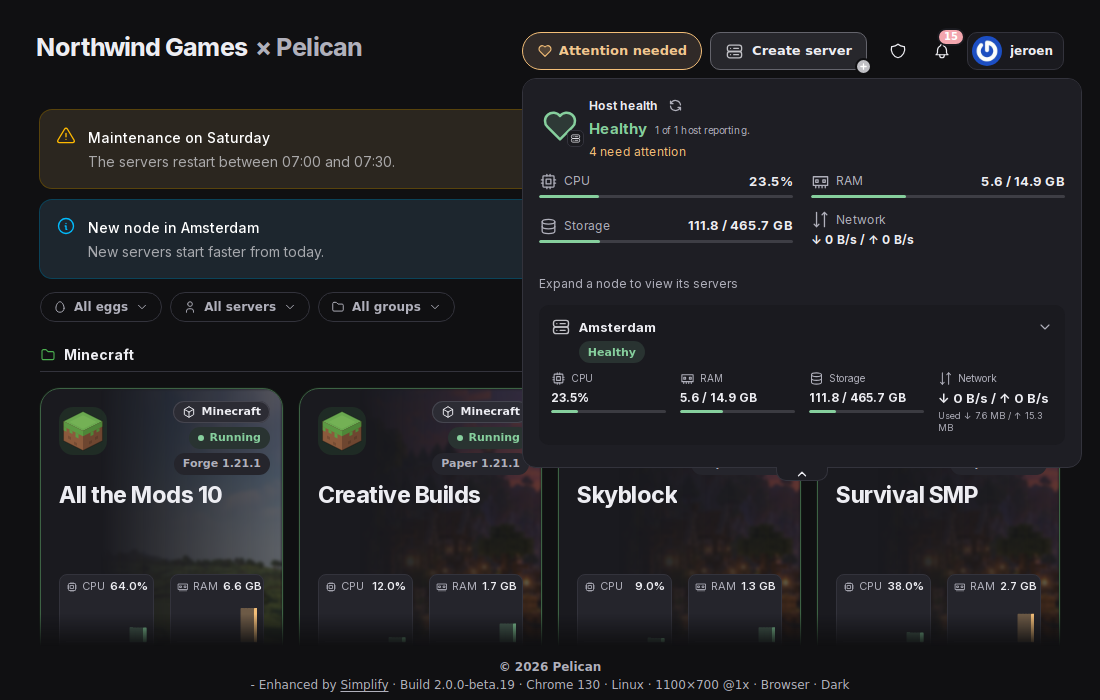 Northwind Games × Pelican
Attention needed
Create server
15
jeroen
Maintenance on Saturday
The servers restart between 07:00 and 07:30.
New node in Amsterdam
New servers start faster from today.
All eggs
All servers
All groups
Minecraft
Host health
Healthy 1 of 1 host reporting.
4 need attention
CPU 23.5%
RAM 5.6 / 14.9 GB
Storage 111.8 / 465.7 GB
Network
↓ 0 B/s / ↑ 0 B/s
Expand a node to view its servers
Amsterdam
Healthy
CPU
23.5%
RAM
5.6 / 14.9 GB
Storage
111.8 / 465.7 GB
Network
↓ 0 B/s / ↑ 0 B/s
Used ↓ 7.6 MB / ↑ 15.3
MB
Minecraft
Running
Forge 1.21.1
All the Mods 10
CPU 64.0%
RAM 6.6 GB
Minecraft
Running
Paper 1.21.1
Creative Builds
CPU 12.0%
RAM 1.7 GB
Skyblock
CPU 9.0%
RAM 1.3 GB
Survival SMP
CPU 38.0%
RAM 2.7 GB
© 2026 Pelican
- Enhanced by Simplify · Build 2.0.0-beta.19 · Chrome 130 · Linux · 1100×700 @1x · Browser · Dark